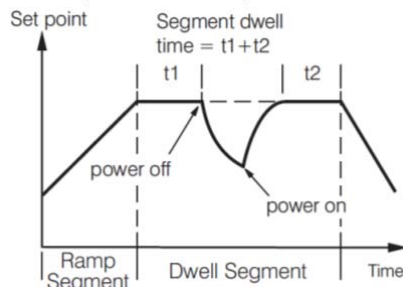 Set point
Segment dwell
time = t1+t2
t1
t2
power off
power on
Ramp
Segment
Dwell Segment
Time